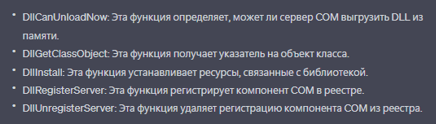 • DllCanUnloadNow: Эта функция определяет, может ли сервер COM выгрузить DLL из
памяти.
• DllGetClassObject: Эта функция получает указатель на объект класса.
• DllInstall: Эта функция устанавливает ресурсы, связанные с библиотекой.
• DllRegisterServer: Эта функция регистрирует компонент COM в реестре.
• DllUnregisterServer: Эта функция удаляет регистрацию компонента COM из реестра.